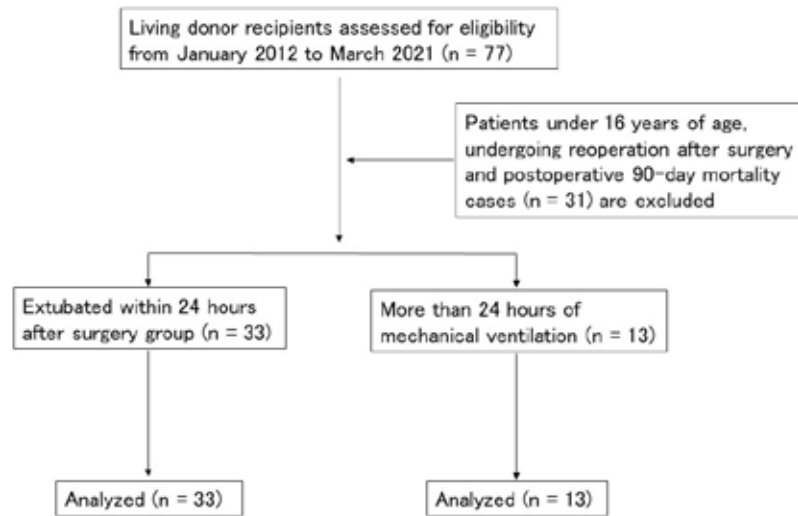 Living donor recipients assessed for eligibility
from January 2012 to March 2021 (n = 77)
Patients under 16 years of age,
undergoing reoperation after surgery
and postoperative 90-day mortality
cases (n = 31) are excluded
Extubated within 24 hours
after surgery group (n = 33)
More than 24 hours of
mechanical ventilation (n = 13)
Analyzed (n = 33)
Analyzed (n = 13)